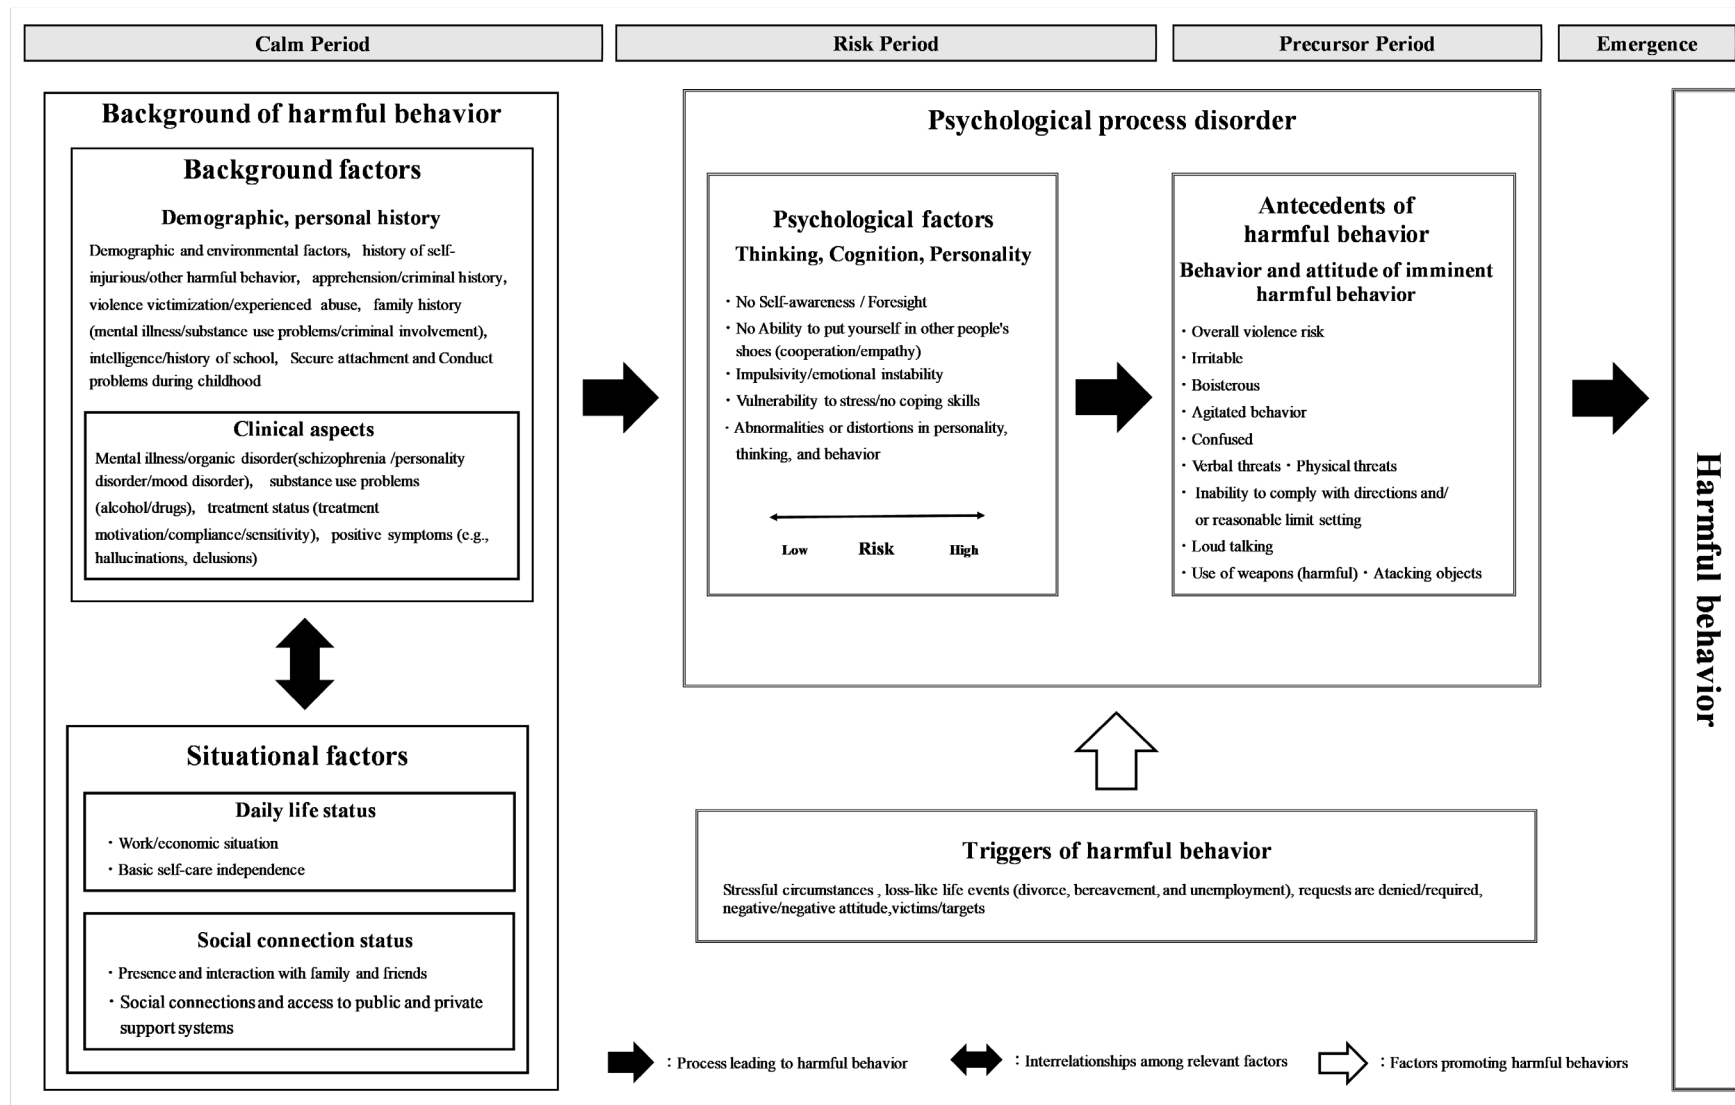 Calm Period
Risk Period
Precursor Period
Emergence
Background of harmful behavior
Background factors
Demographic, personal history
Demographic and environmental factors, history of self-
injurious/other harmful behavior, apprehension/criminal history,
violence victimization/experienced abuse, family history
(mental illness/substance use problems/criminal involvement),
intelligence/history of school, Secure attachment and Conduct
problems during childhood
Clinical aspects
Mental illness/organic disorder(schizophrenia /personality
disorder/mood disorder), substance use problems
(alcohol/drugs), treatment status (treatment
motivation/compliance/sensitivity), positive symptoms (e.g.,
hallucinations, delusions)
Situational factors
Daily life status
・Work/economic situation
・Basic self-care independence
Social connection status
・Presence and interaction with family and friends
・Social connections and access to public and private
support systems
Psychological process disorder
Psychological factors
Thinking, Cognition, Personality
・No Self-awareness / Foresight
・No Ability to put yourself in other people's
shoes (cooperation/empathy)
・Impulsivity/emotional instability
・Vulnerability to stress/no coping skills
・Abnormalities or distortions in personality,
thinking, and behavior
Low Risk High
Antecedents of
harmful behavior
Behavior and attitude of imminent
harmful behavior
・Overall violence risk
・Irritable
・Boisterous
・Agitated behavior
・Confused
・Verbal threats・Physical threats
・Inability to comply with directions and/
or reasonable limit setting
・Loud talking
・Use of weapons (harmful)・Atacking objects
Triggers of harmful behavior
Stressful circumstances , loss-like life events (divorce, bereavement, and unemployment), requests are denied/required,
negative/negative attitude,victims/targets
Harmful behavior
：Process leading to harmful behavior
：Interrelationships among relevant factors
：Factors promoting harmful behaviors